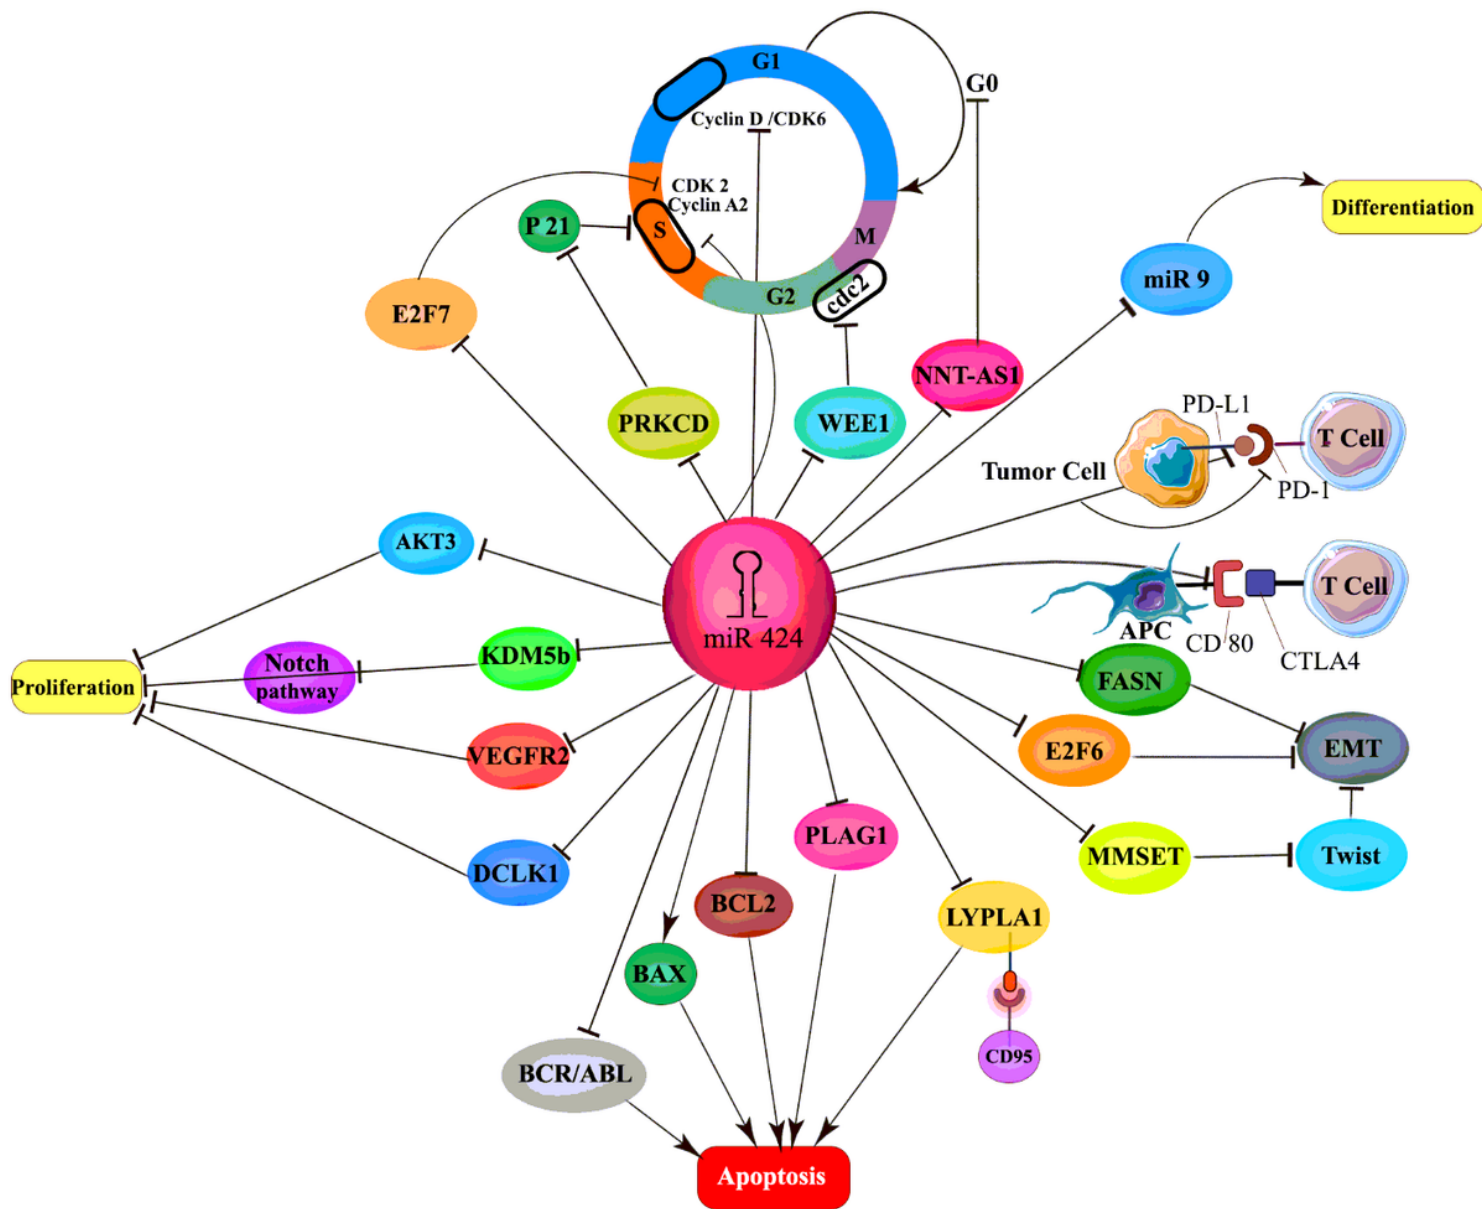 G1
G0
Cyclin D /CDK6
CDK 2
Cyclin A2
P 21
S
M
G2
cdc2
Differentiation
miR 9
E2F7
NNT-AS1
PRKCD
WEE1
PD-L1
T Cell
Tumor Cell
PD-1
AKT3
miR 424
APC
CD 80
T Cell
CTLA4
Notch
pathway
KDM5b
Proliferation
FASN
VEGFR2
E2F6
EMT
PLAG1
DCLK1
MMSET
Twist
BCL2
LYPLA1
BAX
CD95
BCR/ABL
Apoptosis